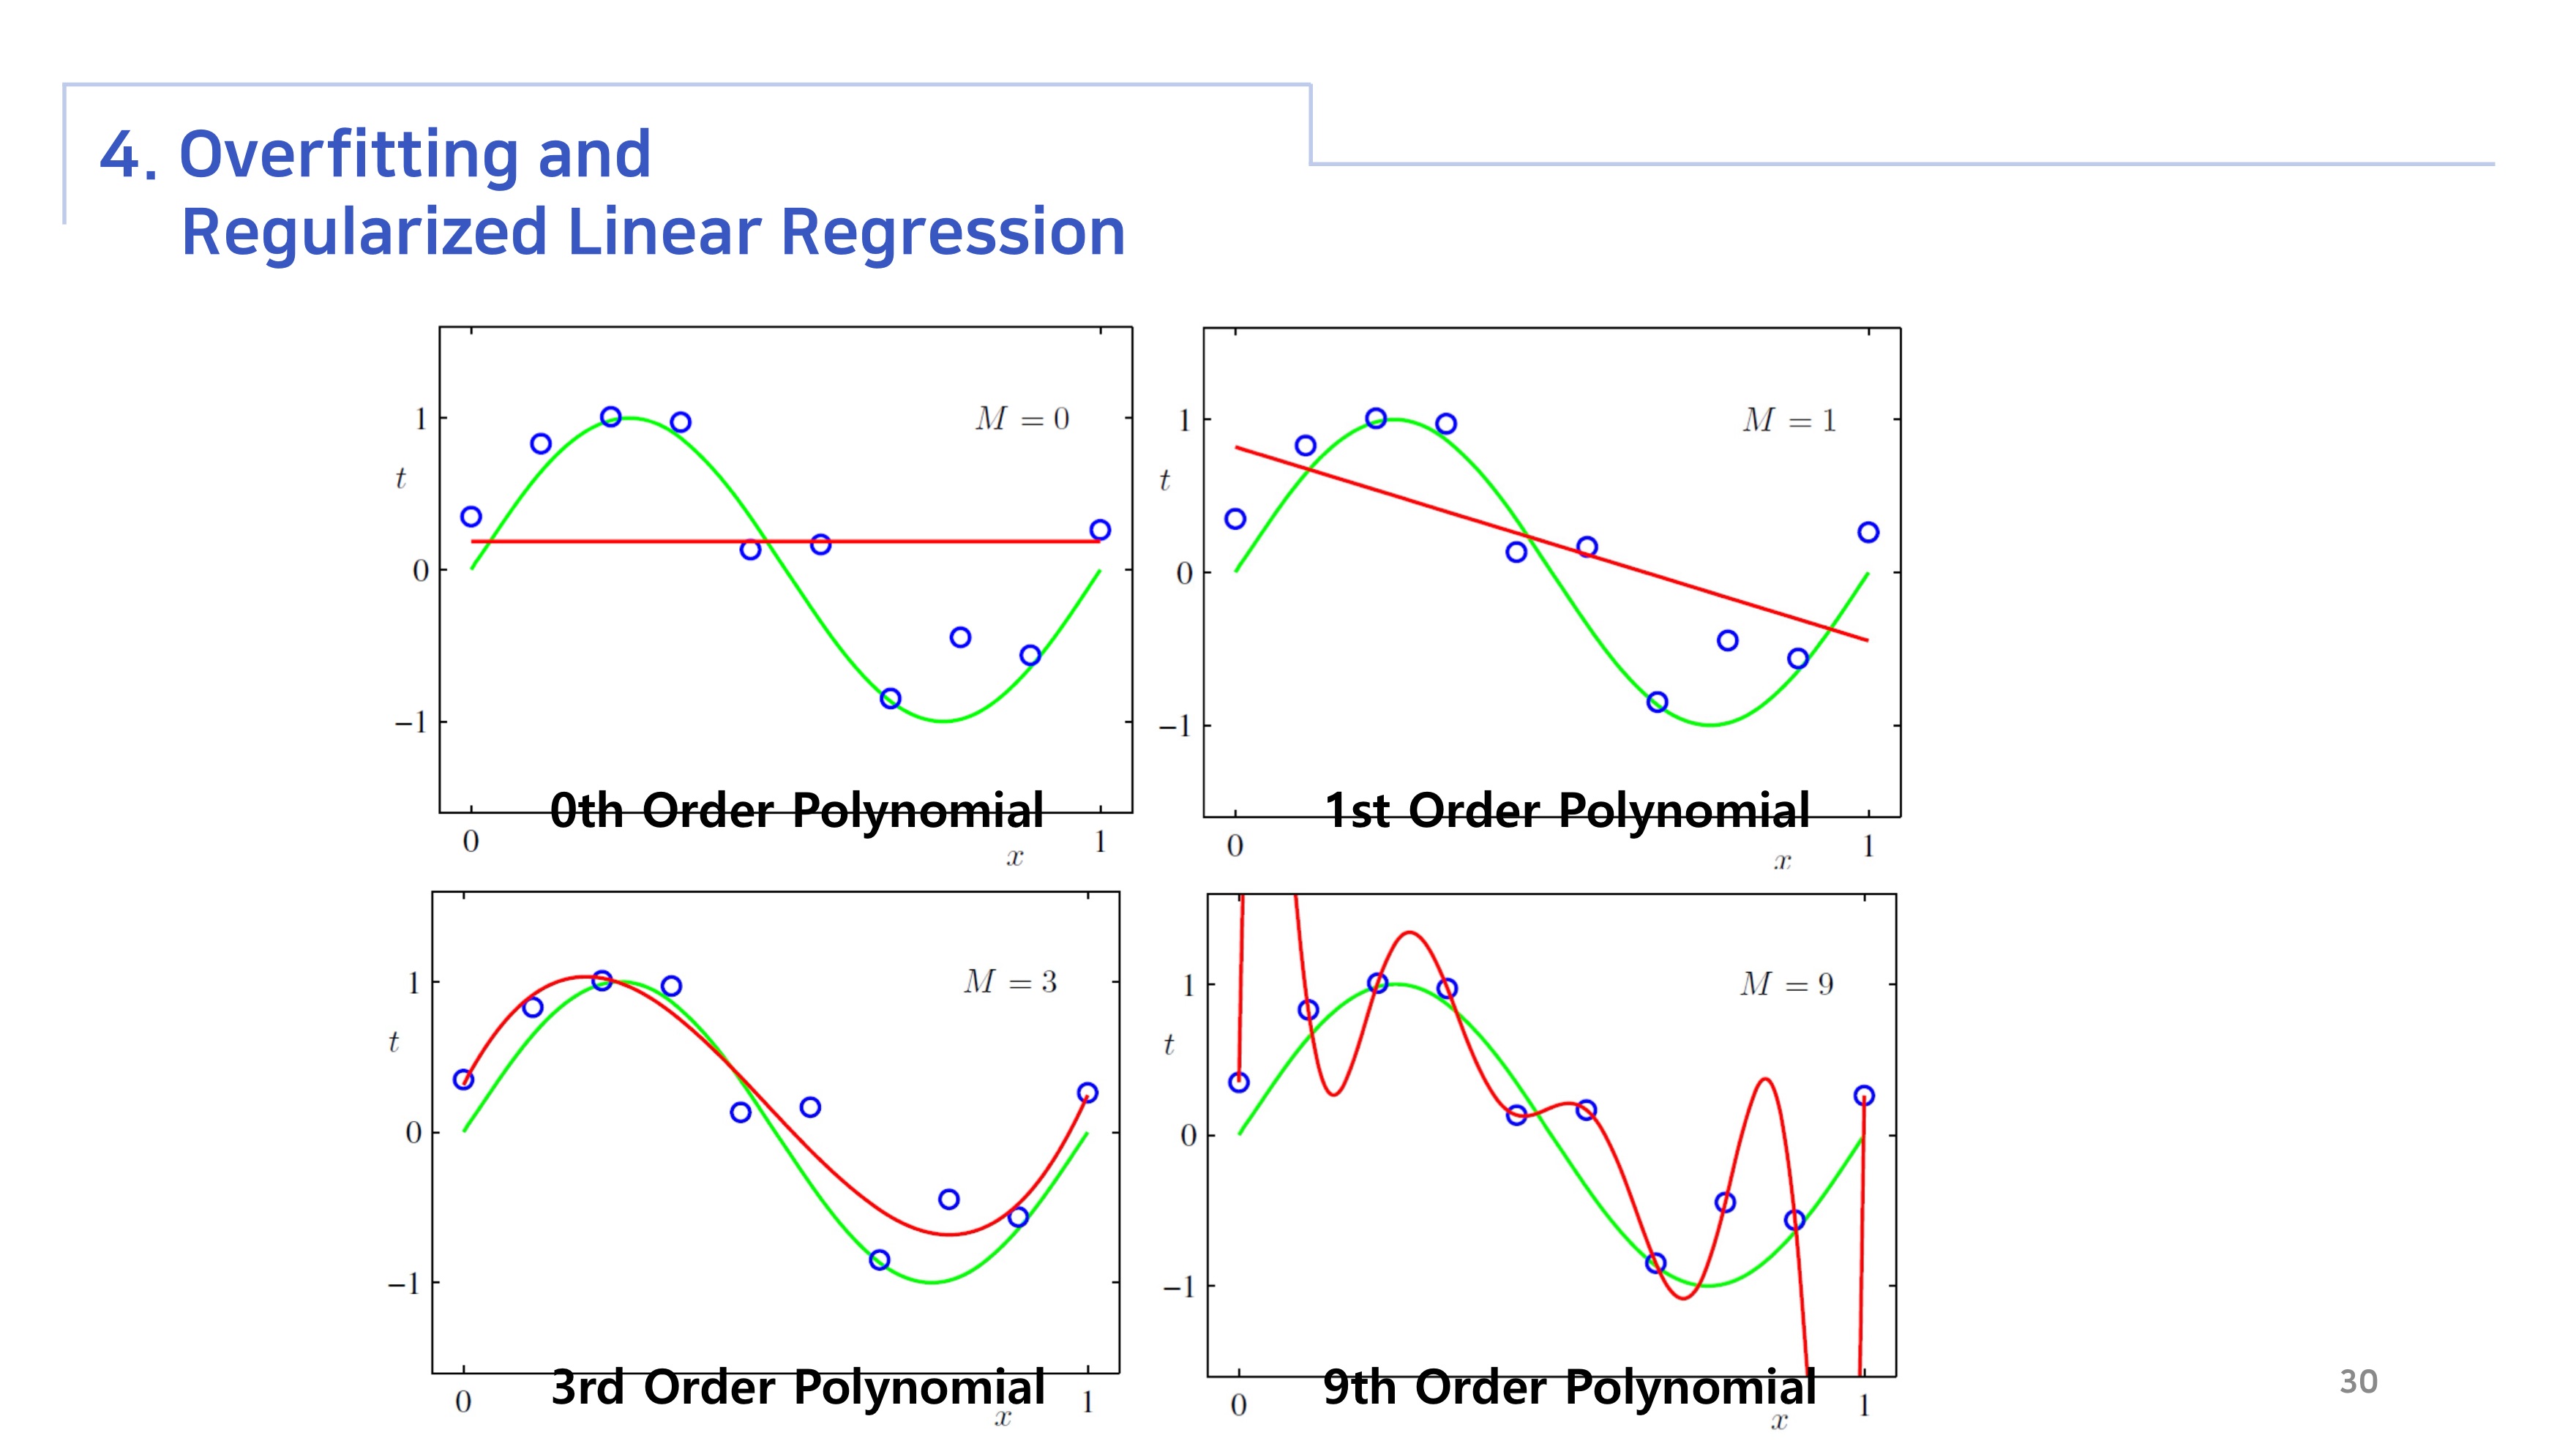 4. Overfitting and
Regularized Linear Regression
M = 0
1
t
0
−1
0th Order Polynomial
0
x
1
M = 1
1
t
0
−1
1st Order Polynomial
0
x
1
M = 3
1
t
0
−1
3rd Order Polynomial
0
x
1
M = 9
1
t
0
−1
9th Order Polynomial
0
x
1
30